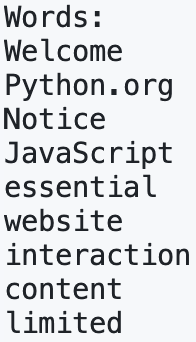 Words:
Welcome
Python.org
Notice
JavaScript
essential
website
interaction
content
limited